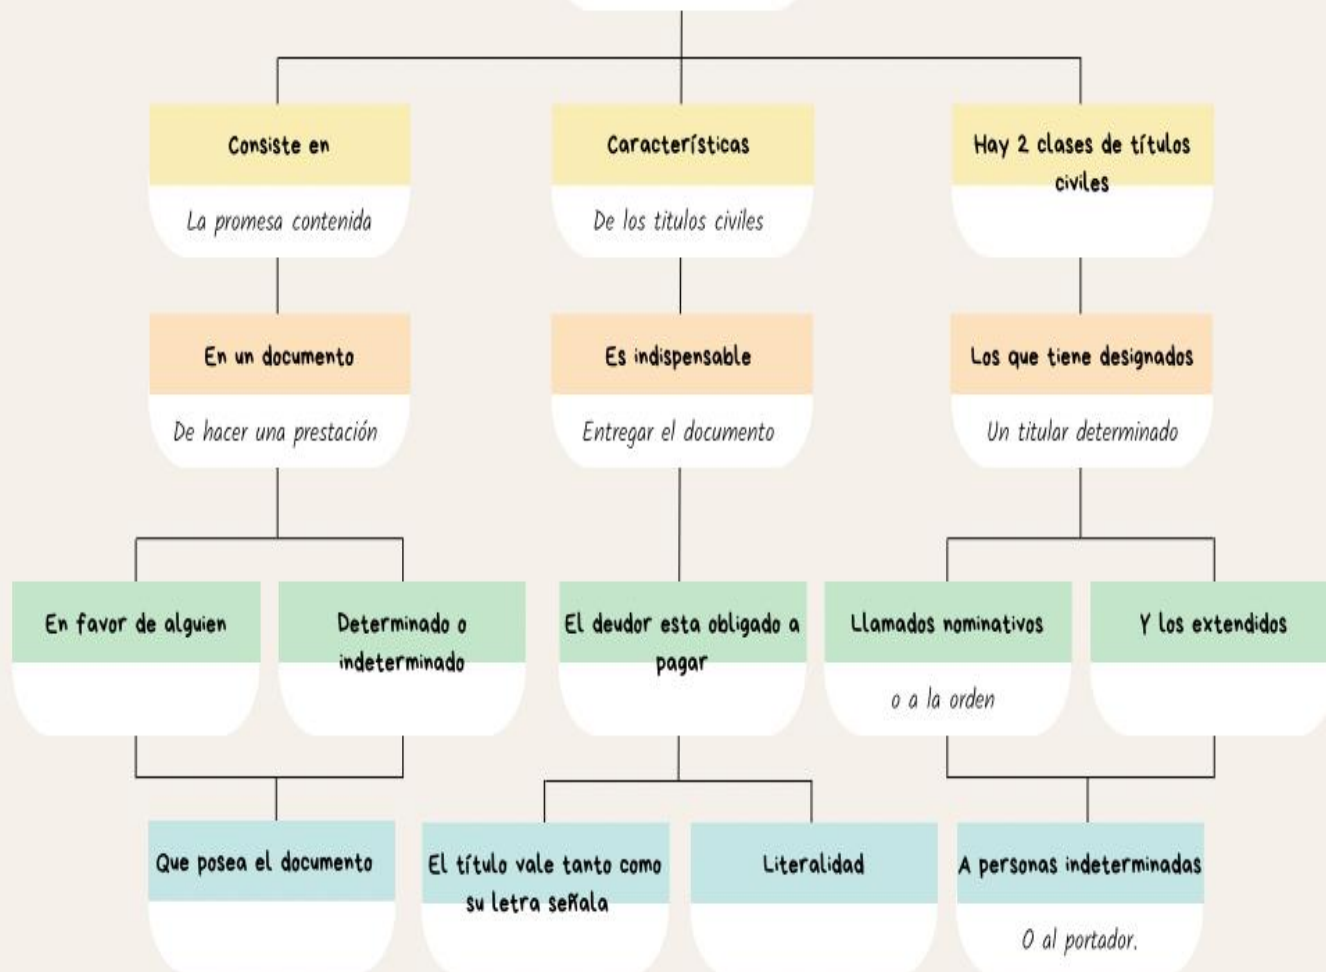 Consiste en
La promesa contenida
Características
De los titulos civiles
Hay 2 clases de títulos
civiles
En un documento
De hacer una prestación
Es indispensable
Entregar el documento
Los que tiene designados
Un titular determinado
En favor de alguien
Determinado o
indeterminado
El deudor esta obligado a
pagar
Llamados nominativos
o a la orden
Y los extendidos
Que posea el documento
El título vale tanto como
su letra señala
Literalidad
A personas indeterminadas
O al portador.